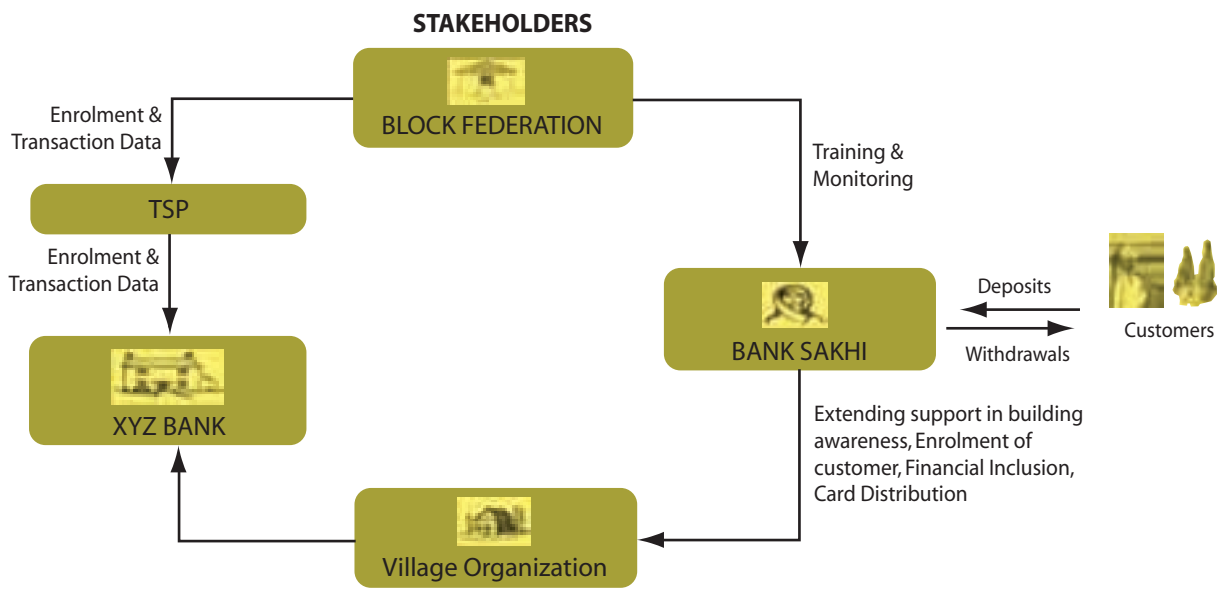 STAKEHOLDERS
BLOCK FEDERATION
Enrolment &
Transaction Data
Training &
Monitoring
TSP
Enrolment &
Transaction Data
Deposits
Customers
Withdrawals
BANK SAKHI
XYZ BANK
Extending support in building
awareness, Enrolment of
customer, Financial Inclusion,
Card Distribution
Village Organization